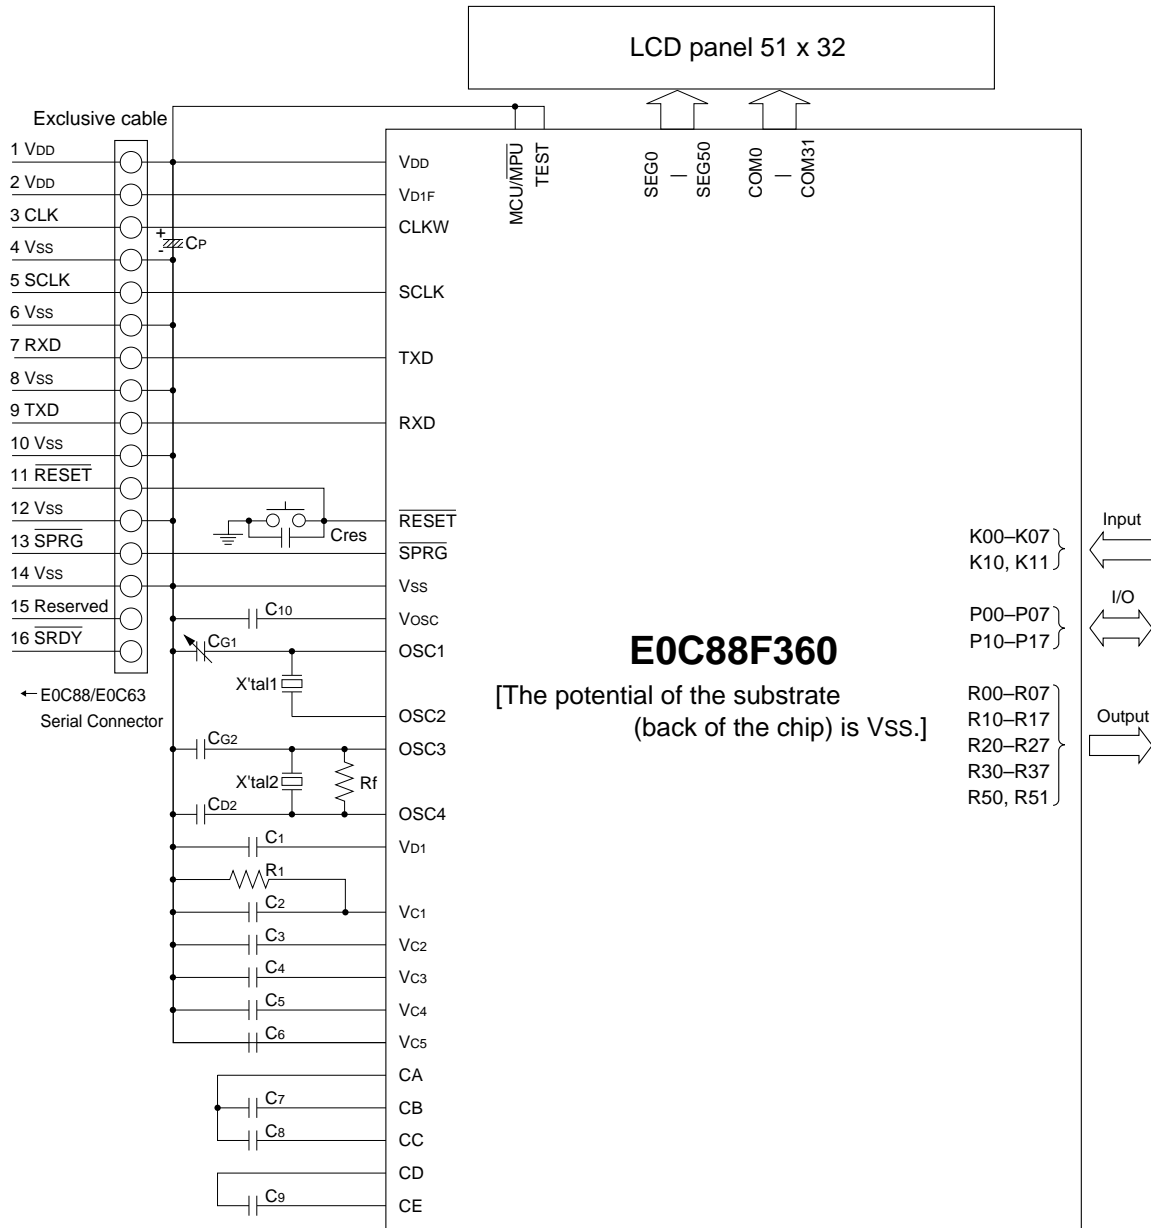 LCD panel 51 x 32
Exclusive cable
1 VDD
2 VDD
3 CLK
4 VSS
5 SCLK
6 VSS
7 RXD
8 VSS
9 TXD
10 VSS
11 RESET
12 VSS
13 SPRG
14 VSS
15 Reserved
16 SRDY
← E0C88/E0C63
Serial Connector
+
-
CP
Cres
C10
CG1
X'tal1
CG2
X'tal2
Rf
CD2
C1
R1
C2
C3
C4
C5
C6
C7
C8
C9
VDD
VD1F
CLKW
SCLK
TXD
RXD
RESET
SPRG
VSS
VOSC
OSC1
OSC2
OSC3
OSC4
VD1
VC1
VC2
VC3
VC4
VC5
CA
CB
CC
CD
CE
MCU/MPU
TEST
SEG0
|
SEG50
COM0
|
COM31
E0C88F360
[The potential of the substrate
(back of the chip) is VSS.]
K00–K07
K10, K11
Input
P00–P07
P10–P17
I/O
R00–R07
R10–R17
R20–R27
R30–R37
R50, R51
Output